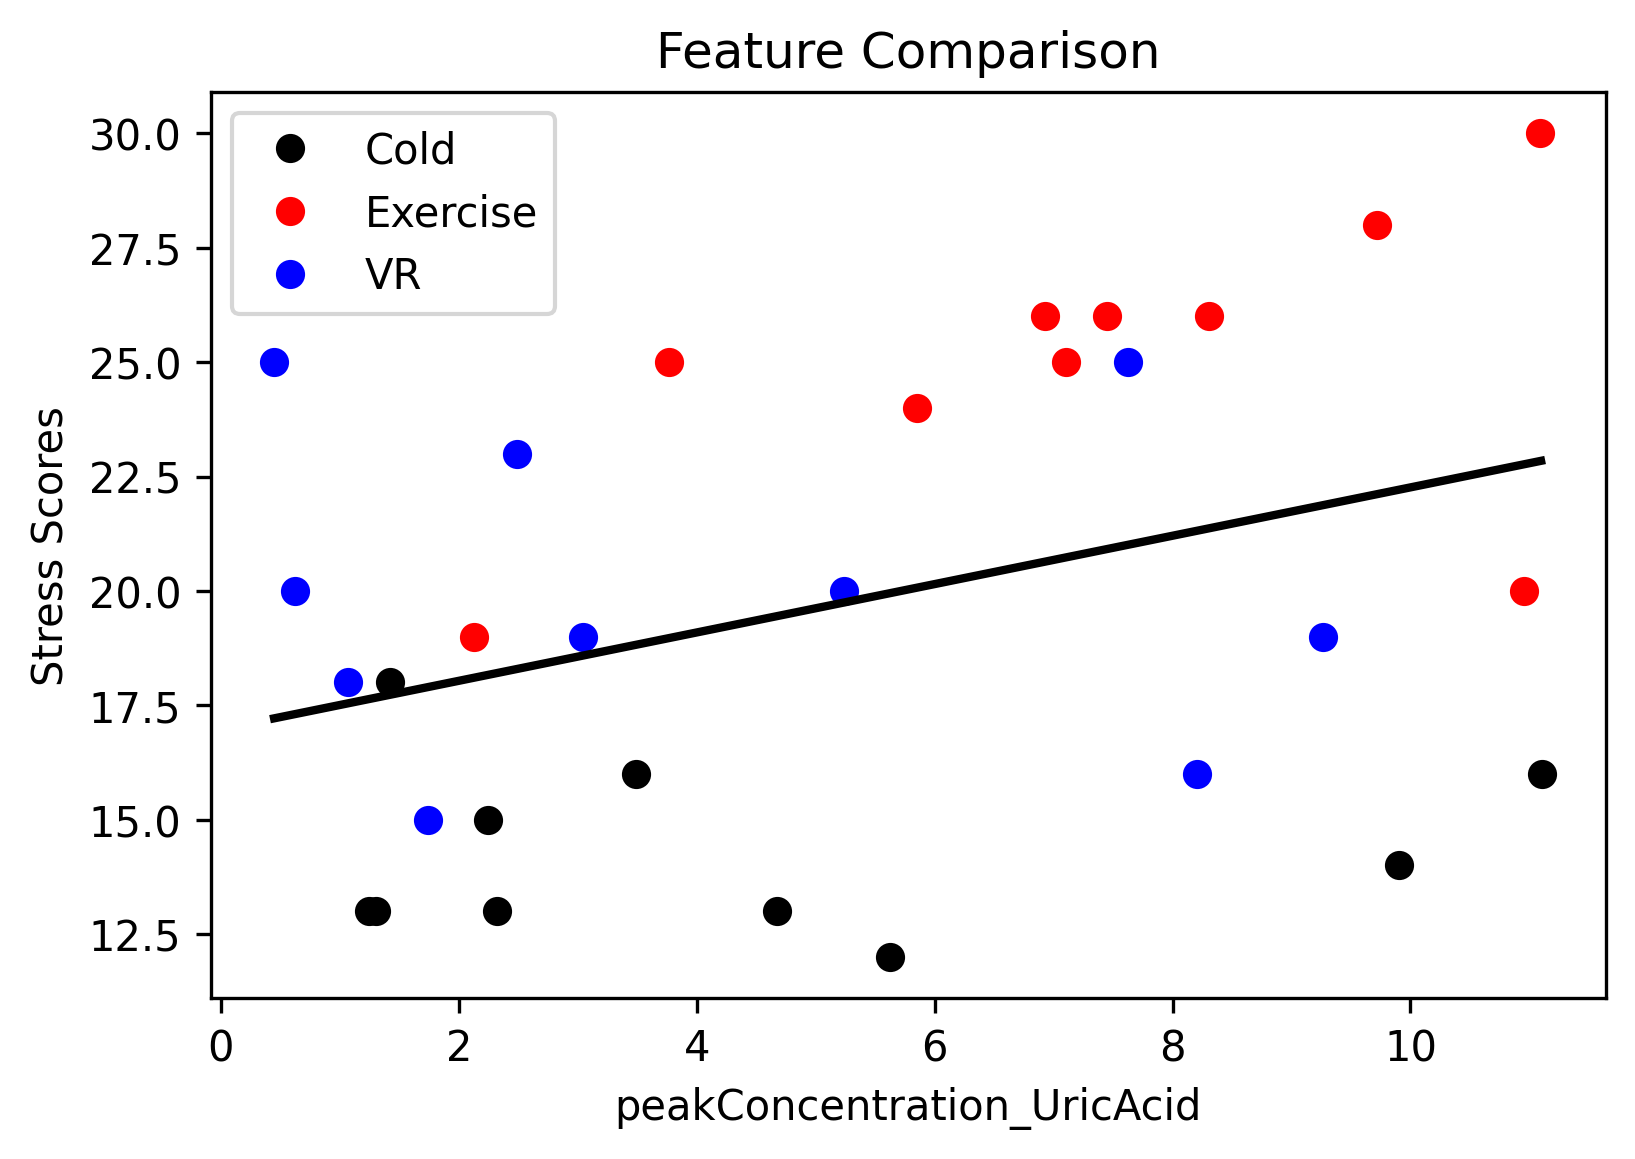 Feature Comparison
Cold
Exercise
VR
30.0
27.5
25.0
22.5
20.0
17.5
15.0
12.5
Stress Scores
0 2 4 6 8 10
peakConcentration_UricAcid